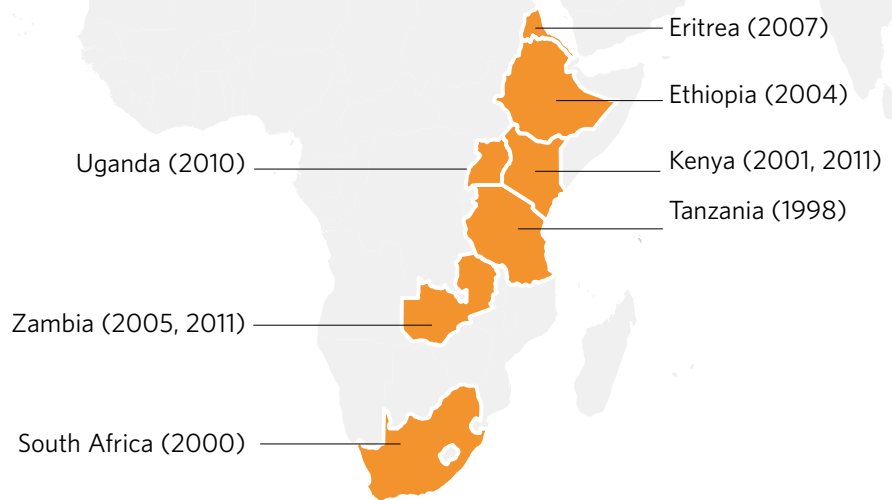 Eritrea (2007)
Ethiopia (2004)
Uganda (2010)
Kenya (2001, 2011)
Tanzania (1998)
Zambia (2005, 2011)
South Africa (2000)